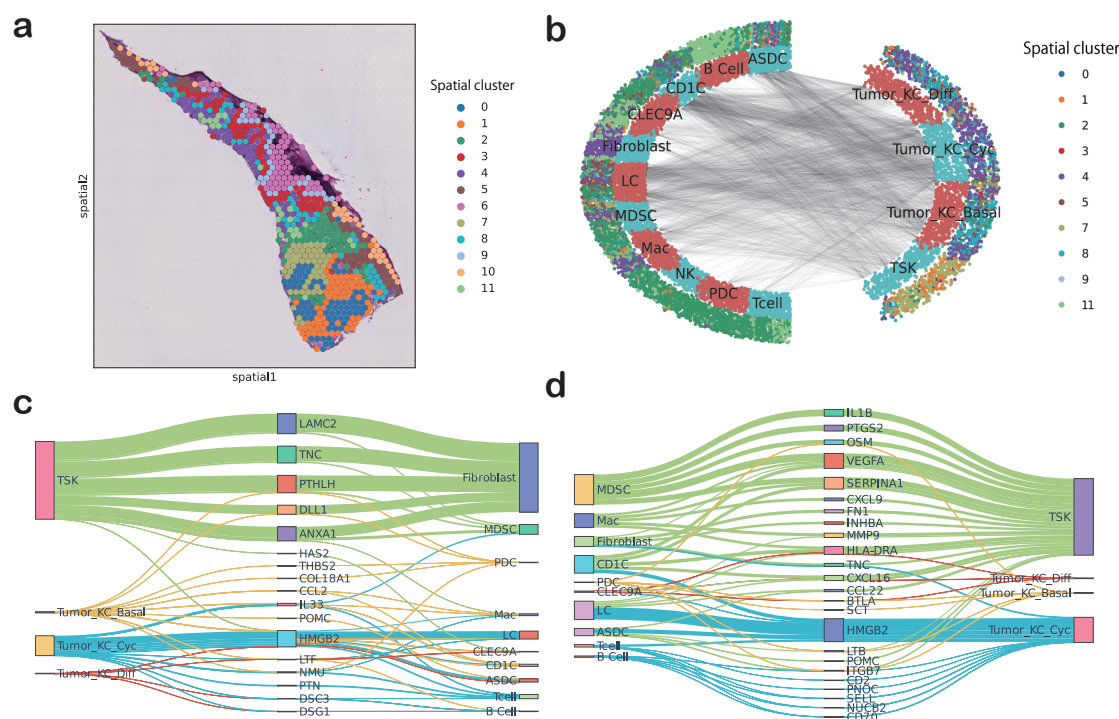 a
spatial2
spatial1
Spatial cluster
0
1
2
3
4
5
6
7
8
9
10
11
b
ASDC
B Cell
CD1C
CLEC9A
Fibroblast
LC
MDSC
Mac
NK
PDC
Tcell
Tumor_KC_Diff
Tumor_KC_Cyc
Tumor_KC_Basal
TSK
Spatial cluster
0
1
2
3
4
5
7
8
9
11
c
TSK
Tumor_KC_Basal
Tumor_KC_Cyc
Tumor_KC_Diff
LAMC2
TNC
PTHLH
DLL1
ANXA1
HAS2
THBS2
COL18A1
CCL2
IL33
POMC
HMGB2
LTF
NMU
PTN
DSC3
DSG1
Fibroblast
MDSC
PDC
Mac
LC
CLEC9A
CD1C
ASDC
Tcell
B Cell
d
MDSC
Mac
Fibroblast
CD1C
PDC
CLEC9A
LC
ASDC
Tcell
B Cell
IL1B
PTGS2
OSM
VEGFA
SERPINA1
CXCL9
FN1
INHBA
MMP9
HLA-DRA
TNC
CXCL16
CCL22
BTLA
SCT
HMGB2
LTB
POMC
ITGB7
CD2
PNOC
SELL
NUCB2
CD70
TSK
Tumor_KC_Diff
Tumor_KC_Basal
Tumor_KC_Cyc